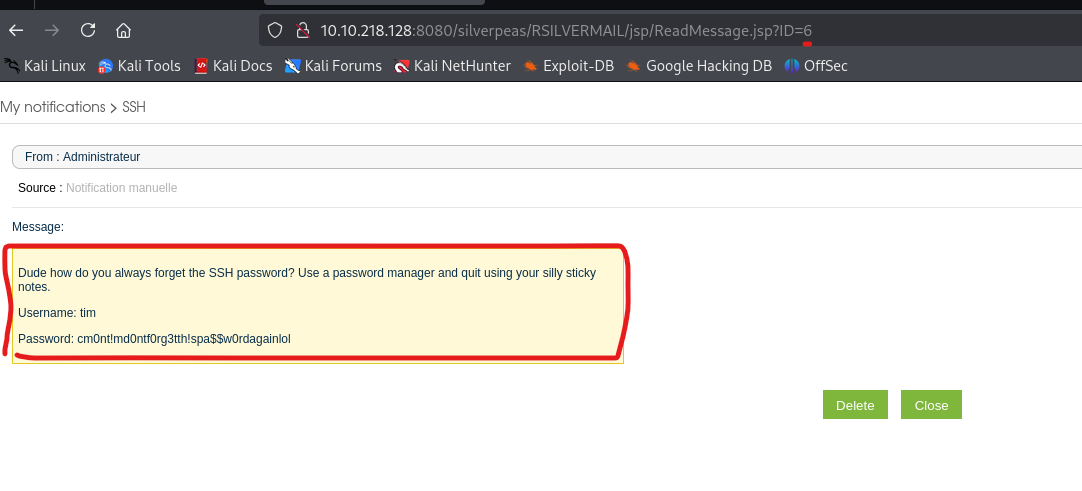 10.10.218.128:8080/silverpeas/RSILVERMAIL/jsp/ReadMessage.jsp?ID=6
Kali Linux Kali Tools Kali Docs Kali Forums Kali NetHunter Exploit-DB Google Hacking DB OffSec
My notifications > SSH
From : Administrateur
Source : Notification manuelle
Message:
Dude how do you always forget the SSH password? Use a password manager and quit using your silly sticky
notes.
Username: tim
Password: cm0nt!md0ntf0rg3tth!spa$$w0rdagainlol
Delete Close